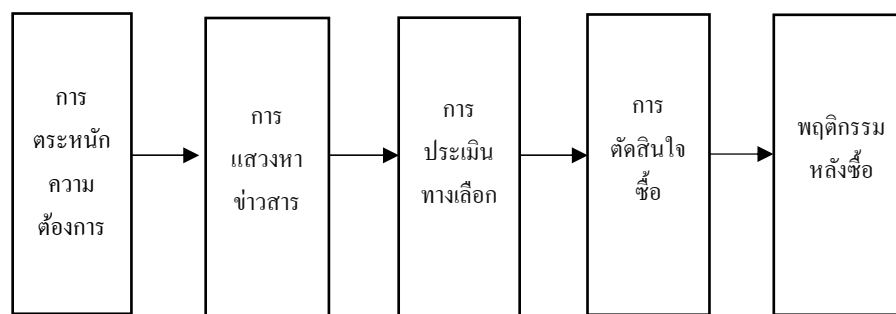 การ
ตระหนัก
ความ
ต้องการ
การ
แสวงหา
ข่าวสาร
การ
ประเมิน
ทางเลือก
การ
ตัดสินใจ
ซื้อ
พฤติกรรม
หลังซื้อ